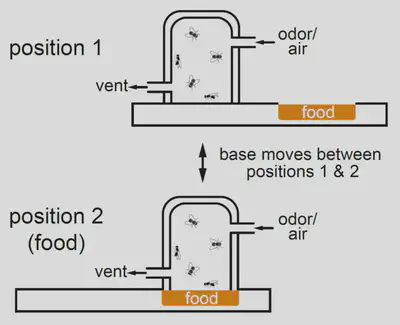 position 1
odor/
air
vent
food
base moves between
positions 1 & 2
position 2
(food)
odor/
air
vent
food